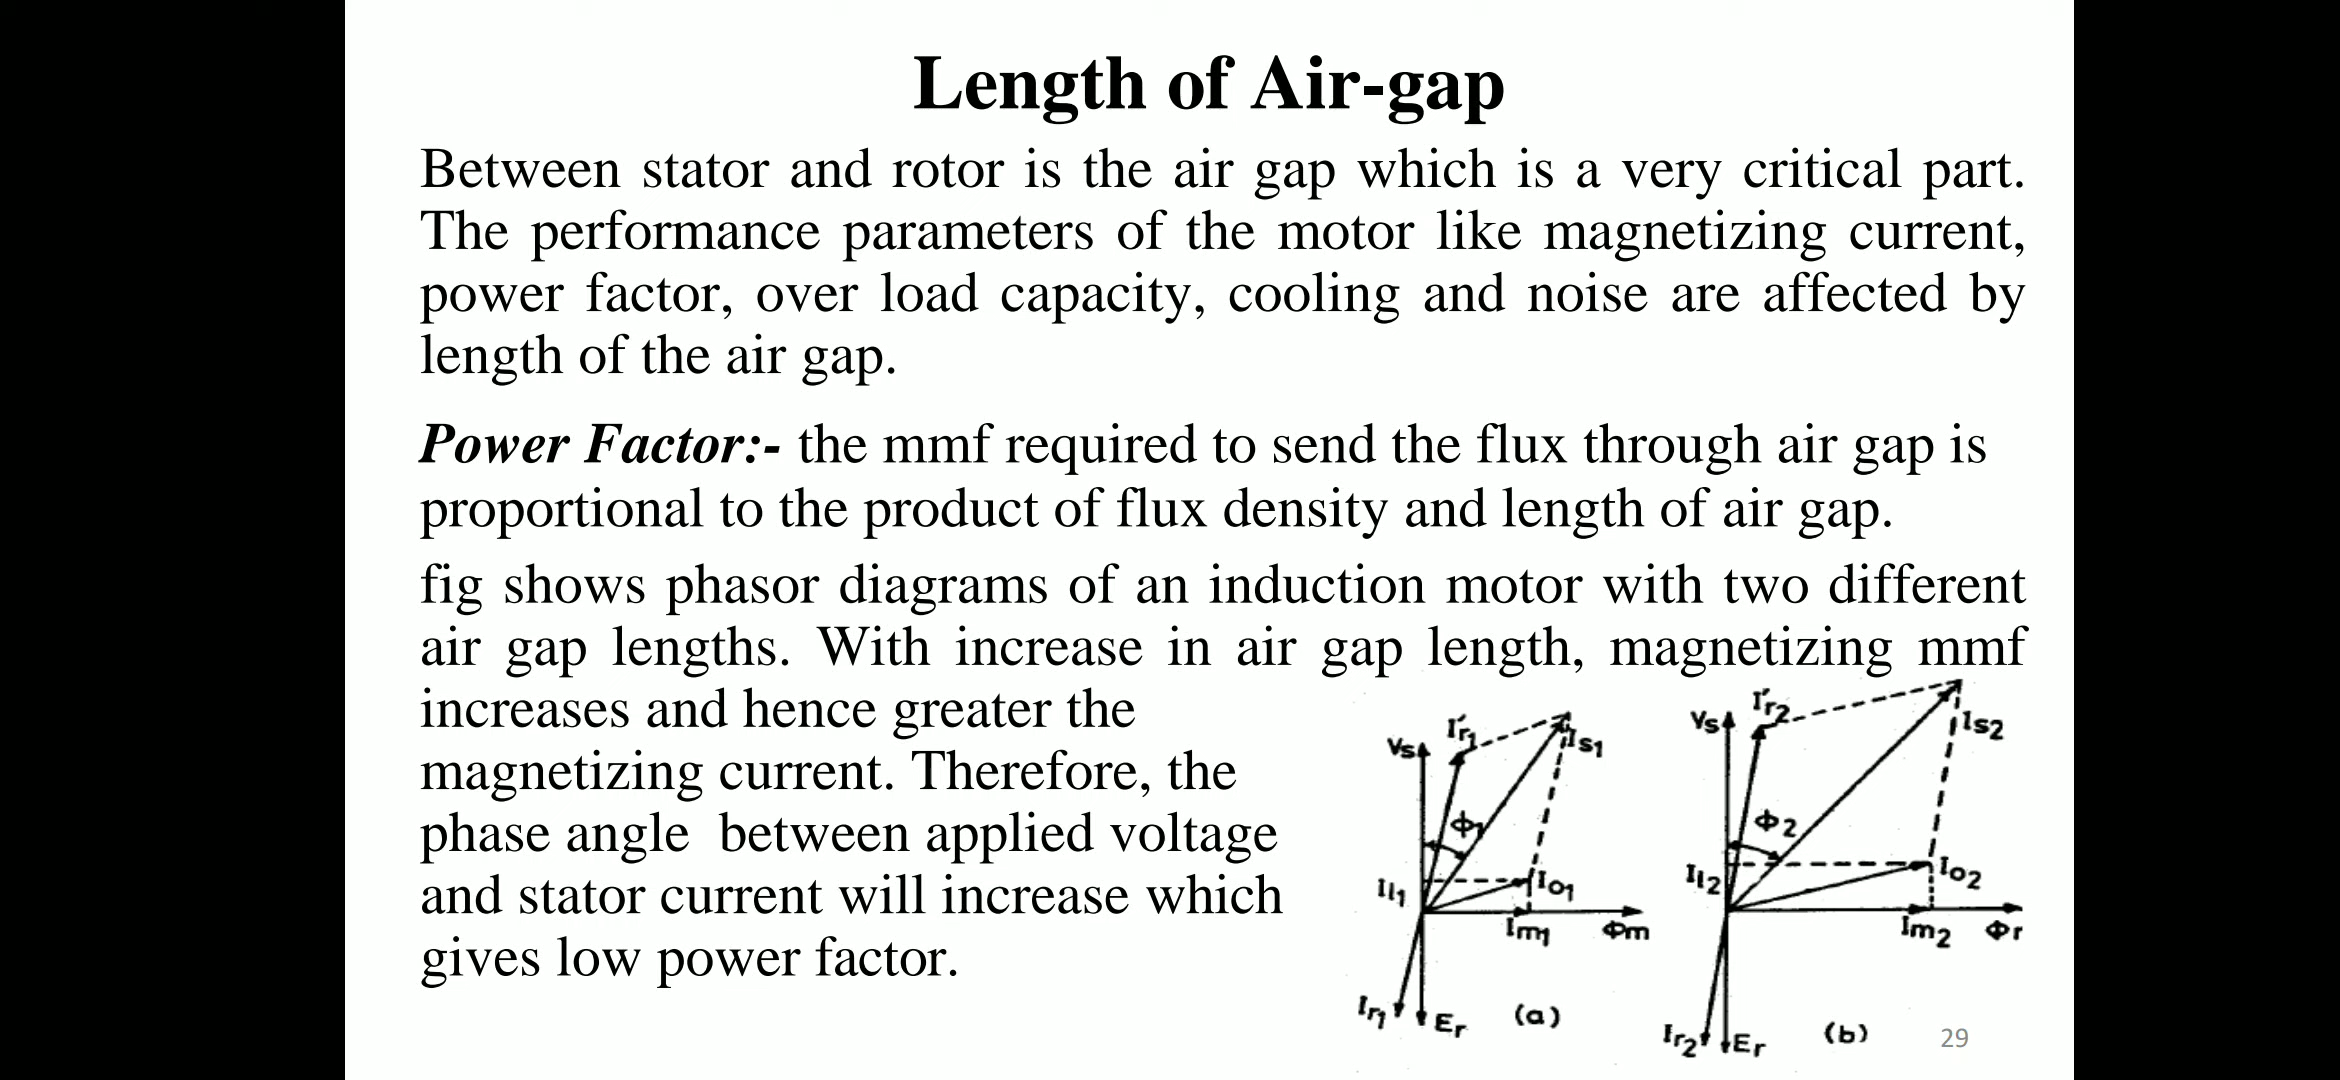 Length of Air-gap
Between stator and rotor is the air gap which is a very critical part.
The performance parameters of the motor like magnetizing current,
power factor, over load capacity, cooling and noise are affected by
length of the air gap.
Power Factor:- the mmf required to send the flux through air gap is
proportional to the product of flux density and length of air gap.
fig shows phasor diagrams of an induction motor with two different
air gap lengths. With increase in air gap length, magnetizing mmf
increases and hence greater the
magnetizing current. Therefore, the
phase angle between applied voltage
and stator current will increase which
gives low power factor.
Vs
I'r1
Is1
Φ1
Il1
Io1
Im1
Φm
Ir1
Er
(a)
Vs
I'r2
Is2
Φ2
Il2
Io2
Im2
Φr
Ir2
Er
(b)
29